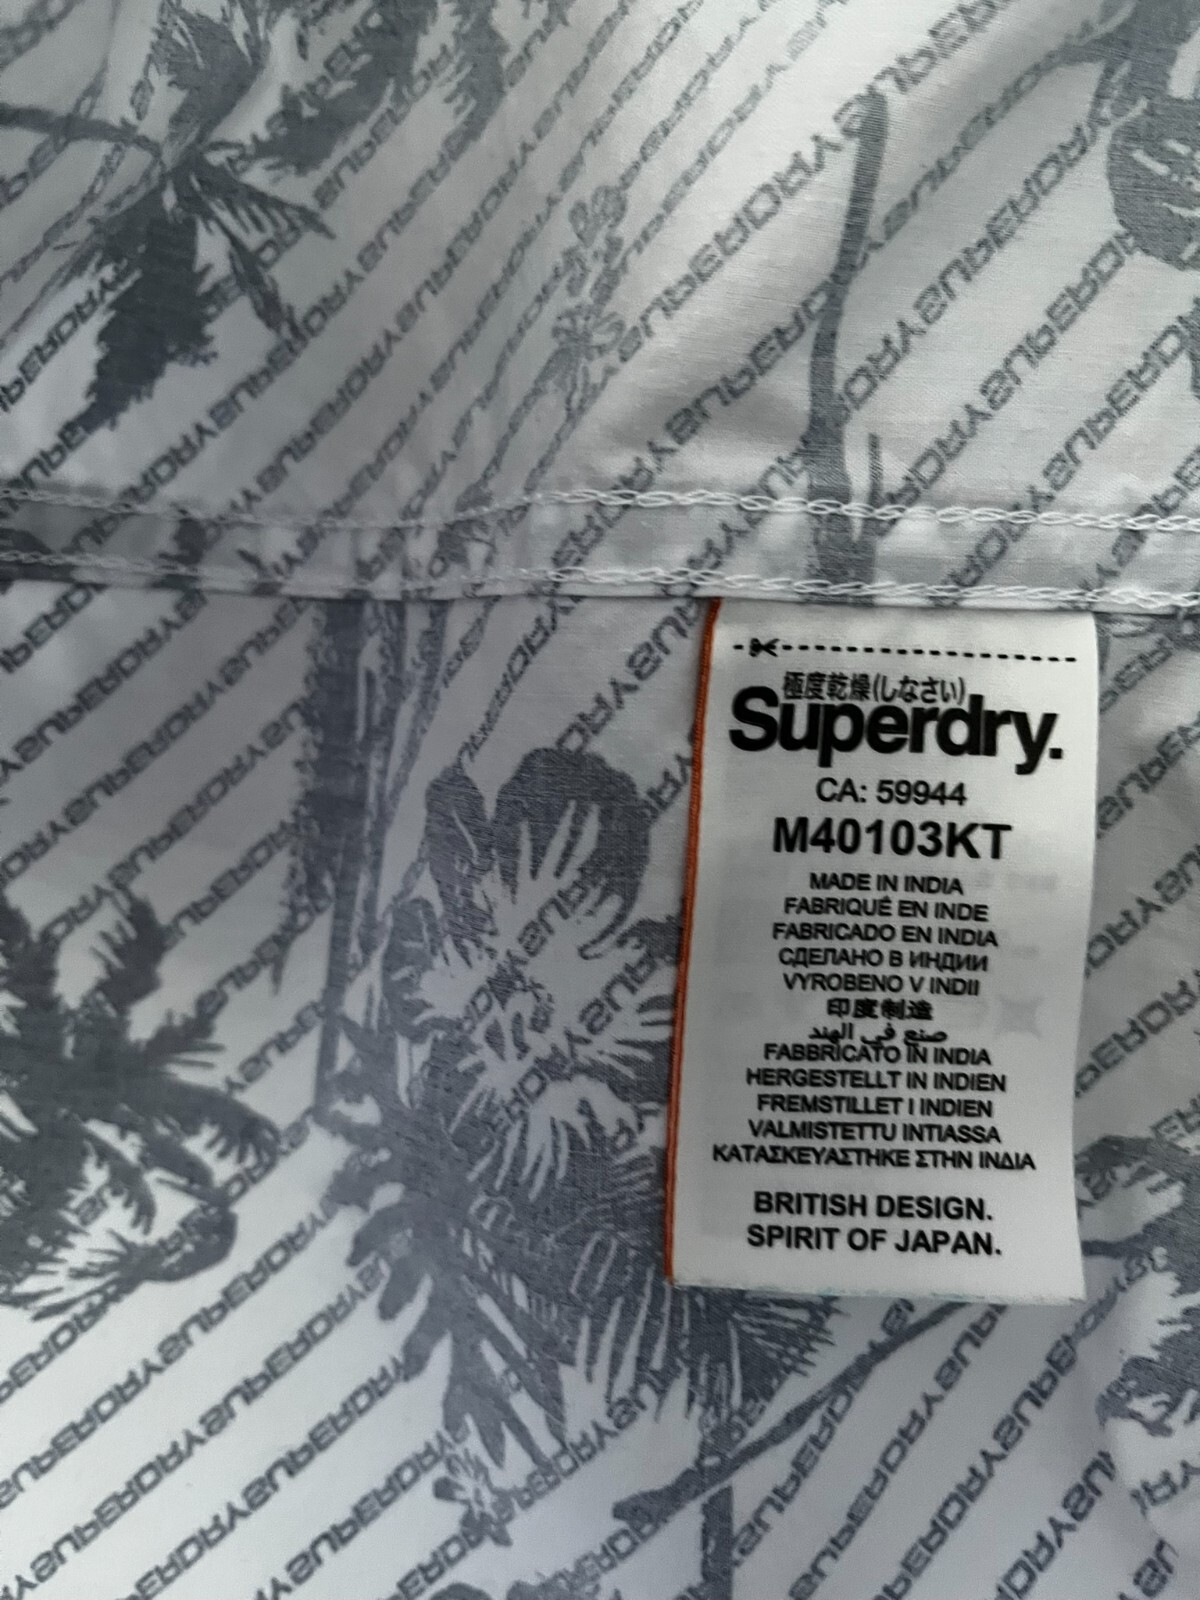 極度乾燥(しなさい)
Superdry.
CA: 59944
M40103KT
MADE IN INDIA
FABRIQUÉ EN INDE
FABRICADO EN INDIA
СДЕЛАНО В ИНДИИ
VYROBENO V INDII
印度制造
صنع في الهند
FABBRICATO IN INDIA
HERGESTELLT IN INDIEN
FREMSTILLET I INDIEN
VALMISTETTU INTIASSA
ΚΑΤΑΣΚΕΥΑΣΤΗΚΕ ΣΤΗΝ ΙΝΔΙΑ
BRITISH DESIGN.
SPIRIT OF JAPAN.